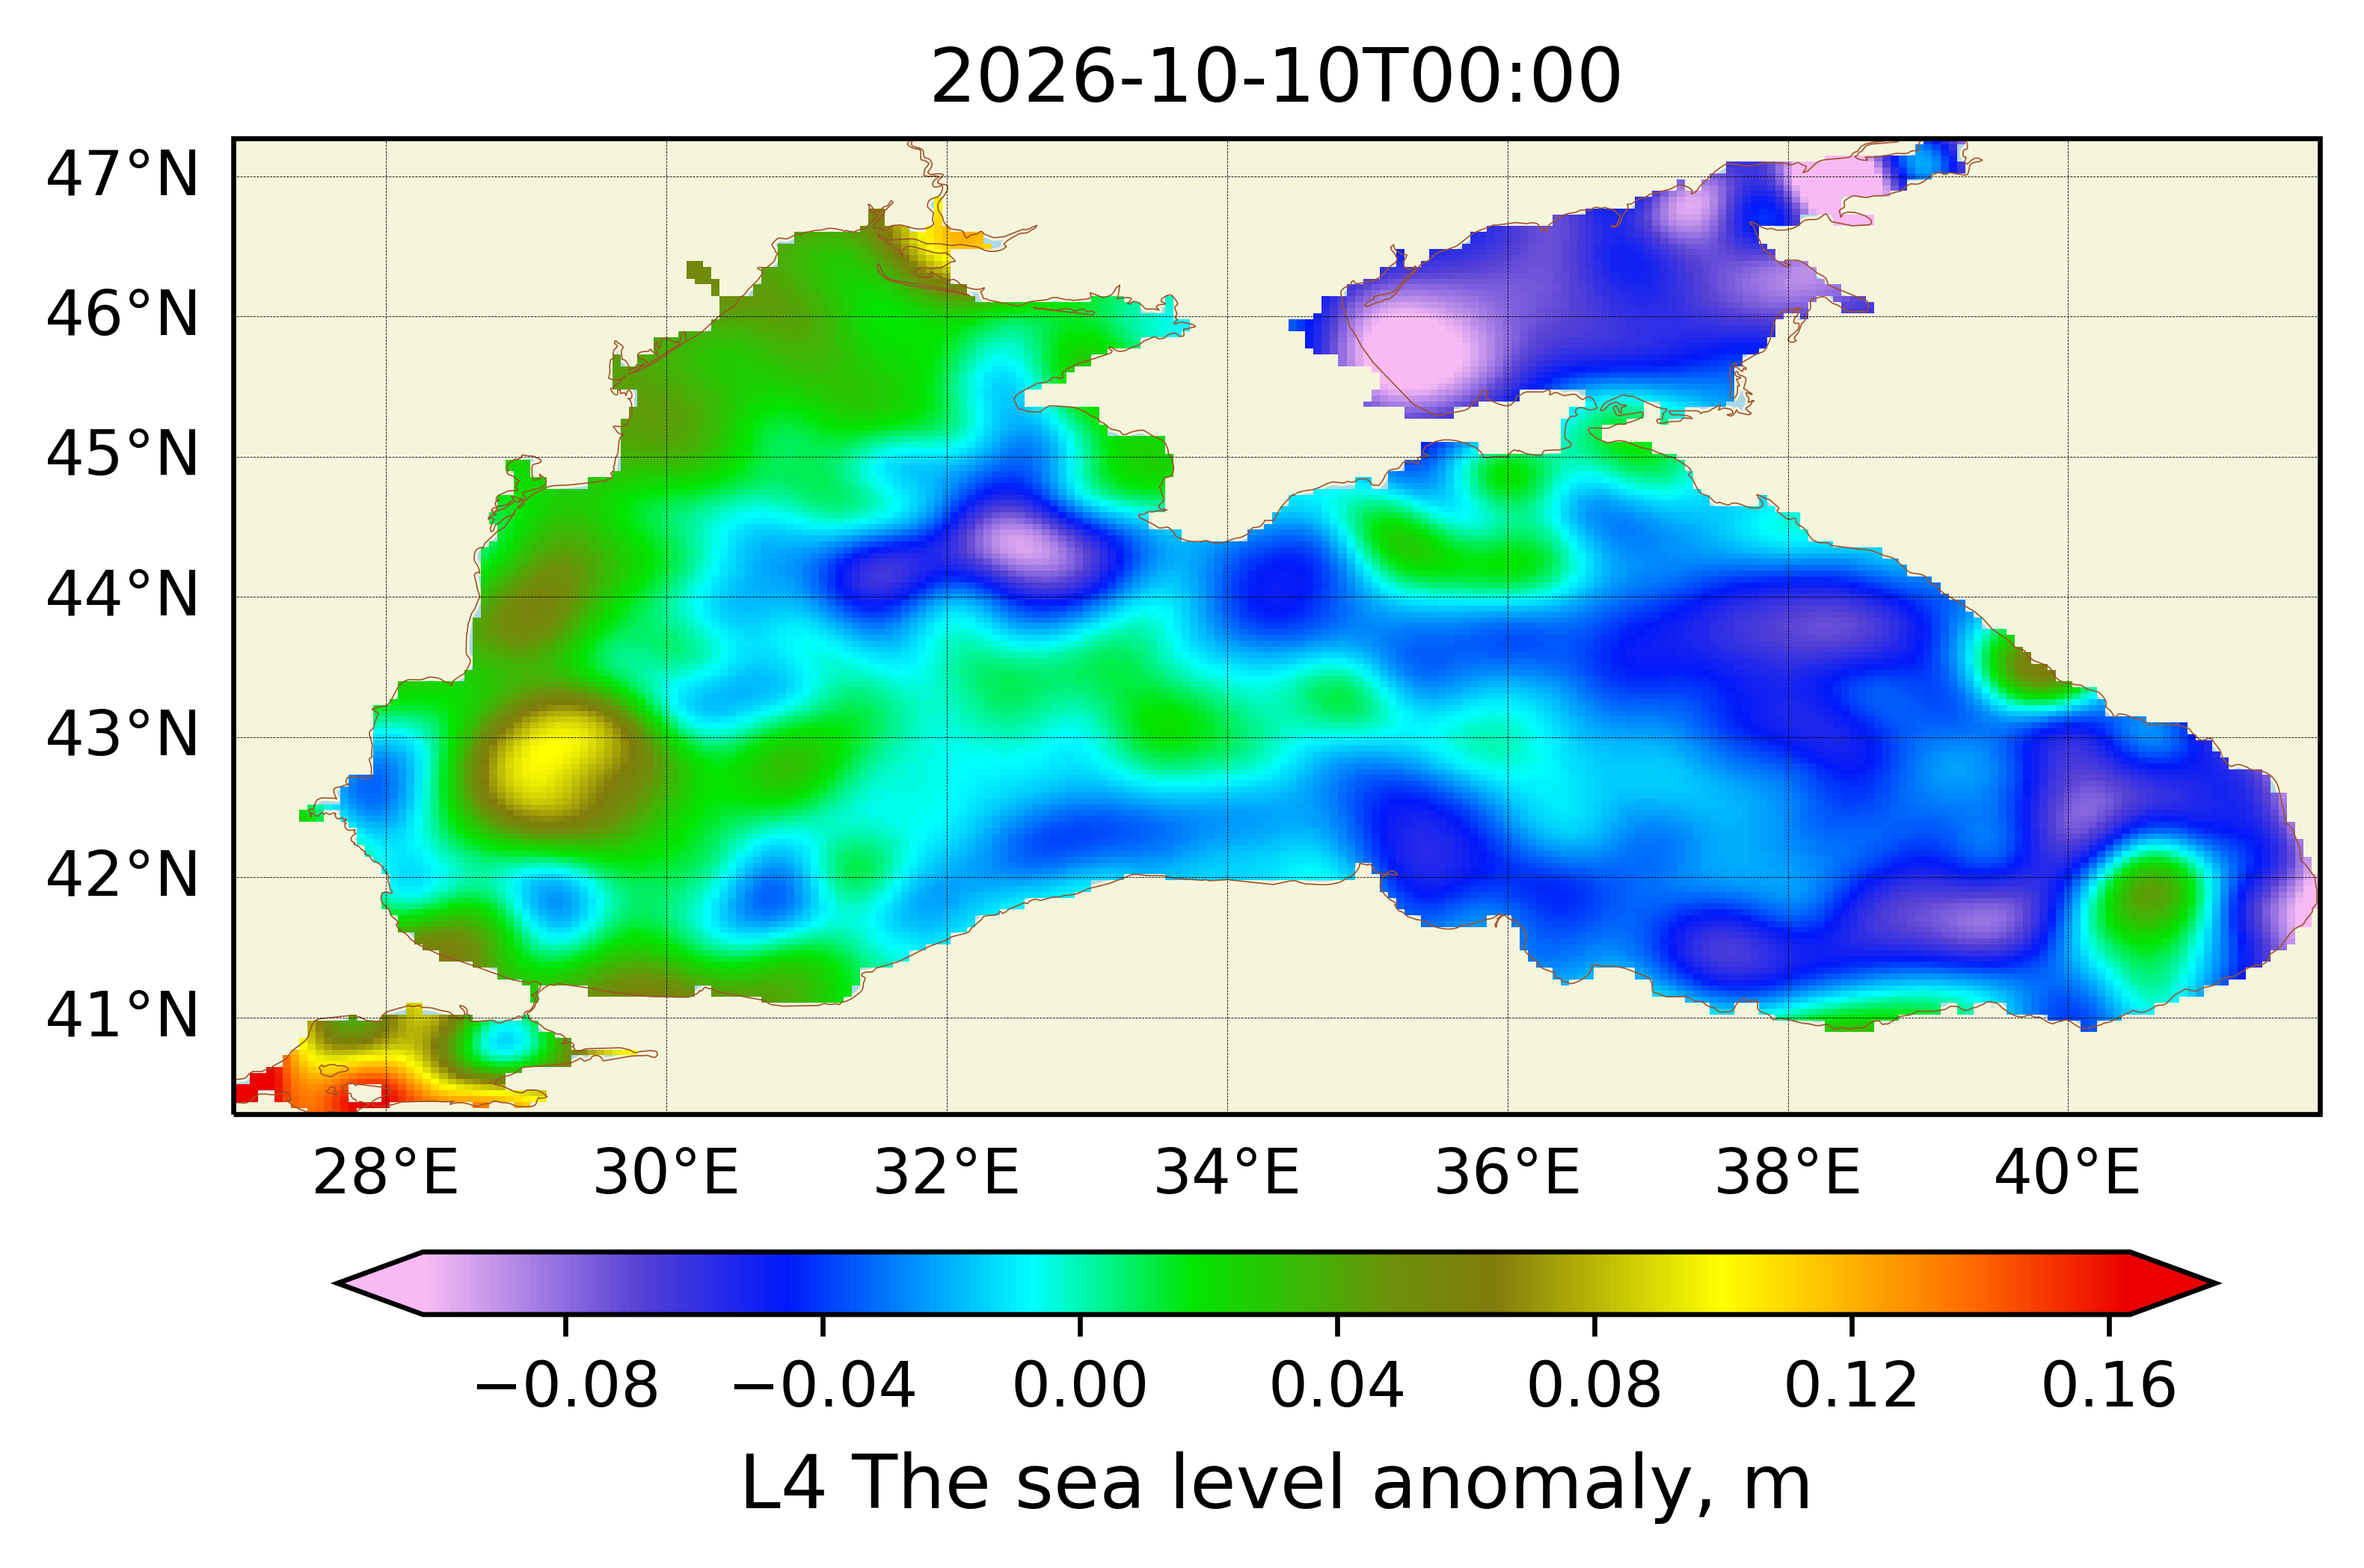 2026-10-10T00:00
47°N
46°N
45°N
44°N
43°N
42°N
41°N
28°E 30°E 32°E 34°E 36°E 38°E 40°E
−0.08 −0.04 0.00 0.04 0.08 0.12 0.16
L4 The sea level anomaly, m